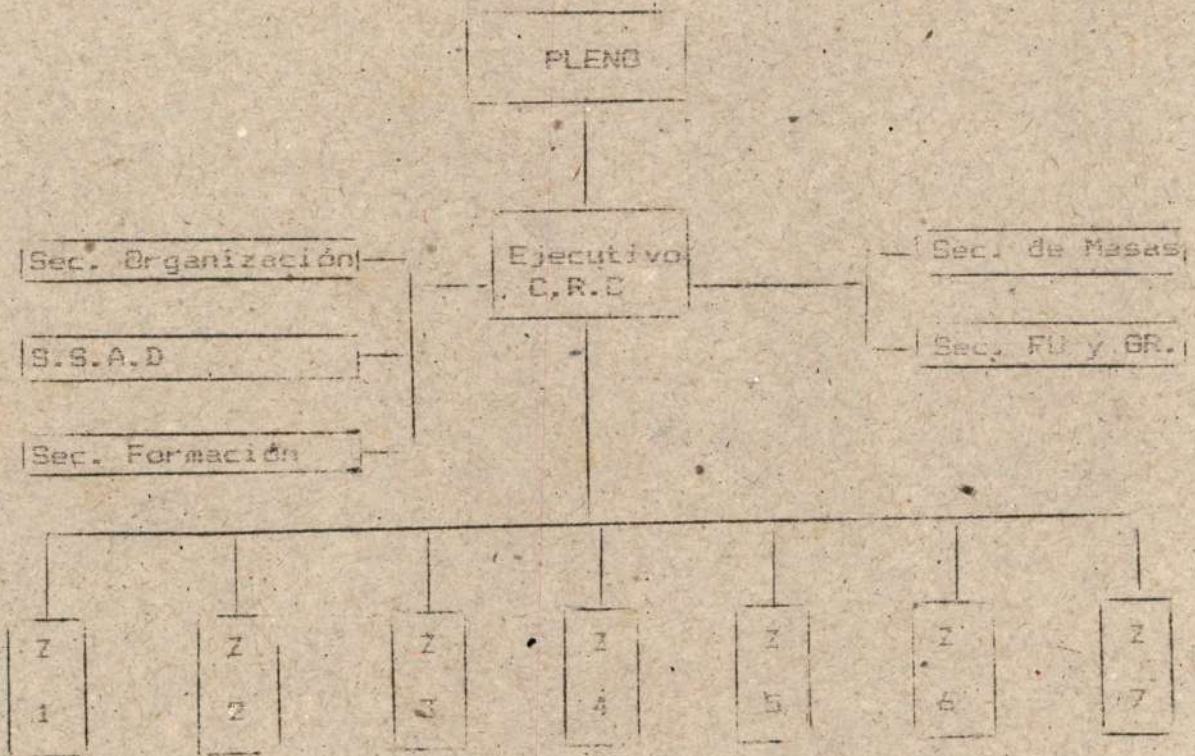 PLENO
Sec. Organización
Ejecutivo
C.R.C
Sec. de Masas
S.S.A.D
Sec. FU y GR.
Sec. Formación
Z Z Z Z Z Z Z
1 2 3 4 5 6 7